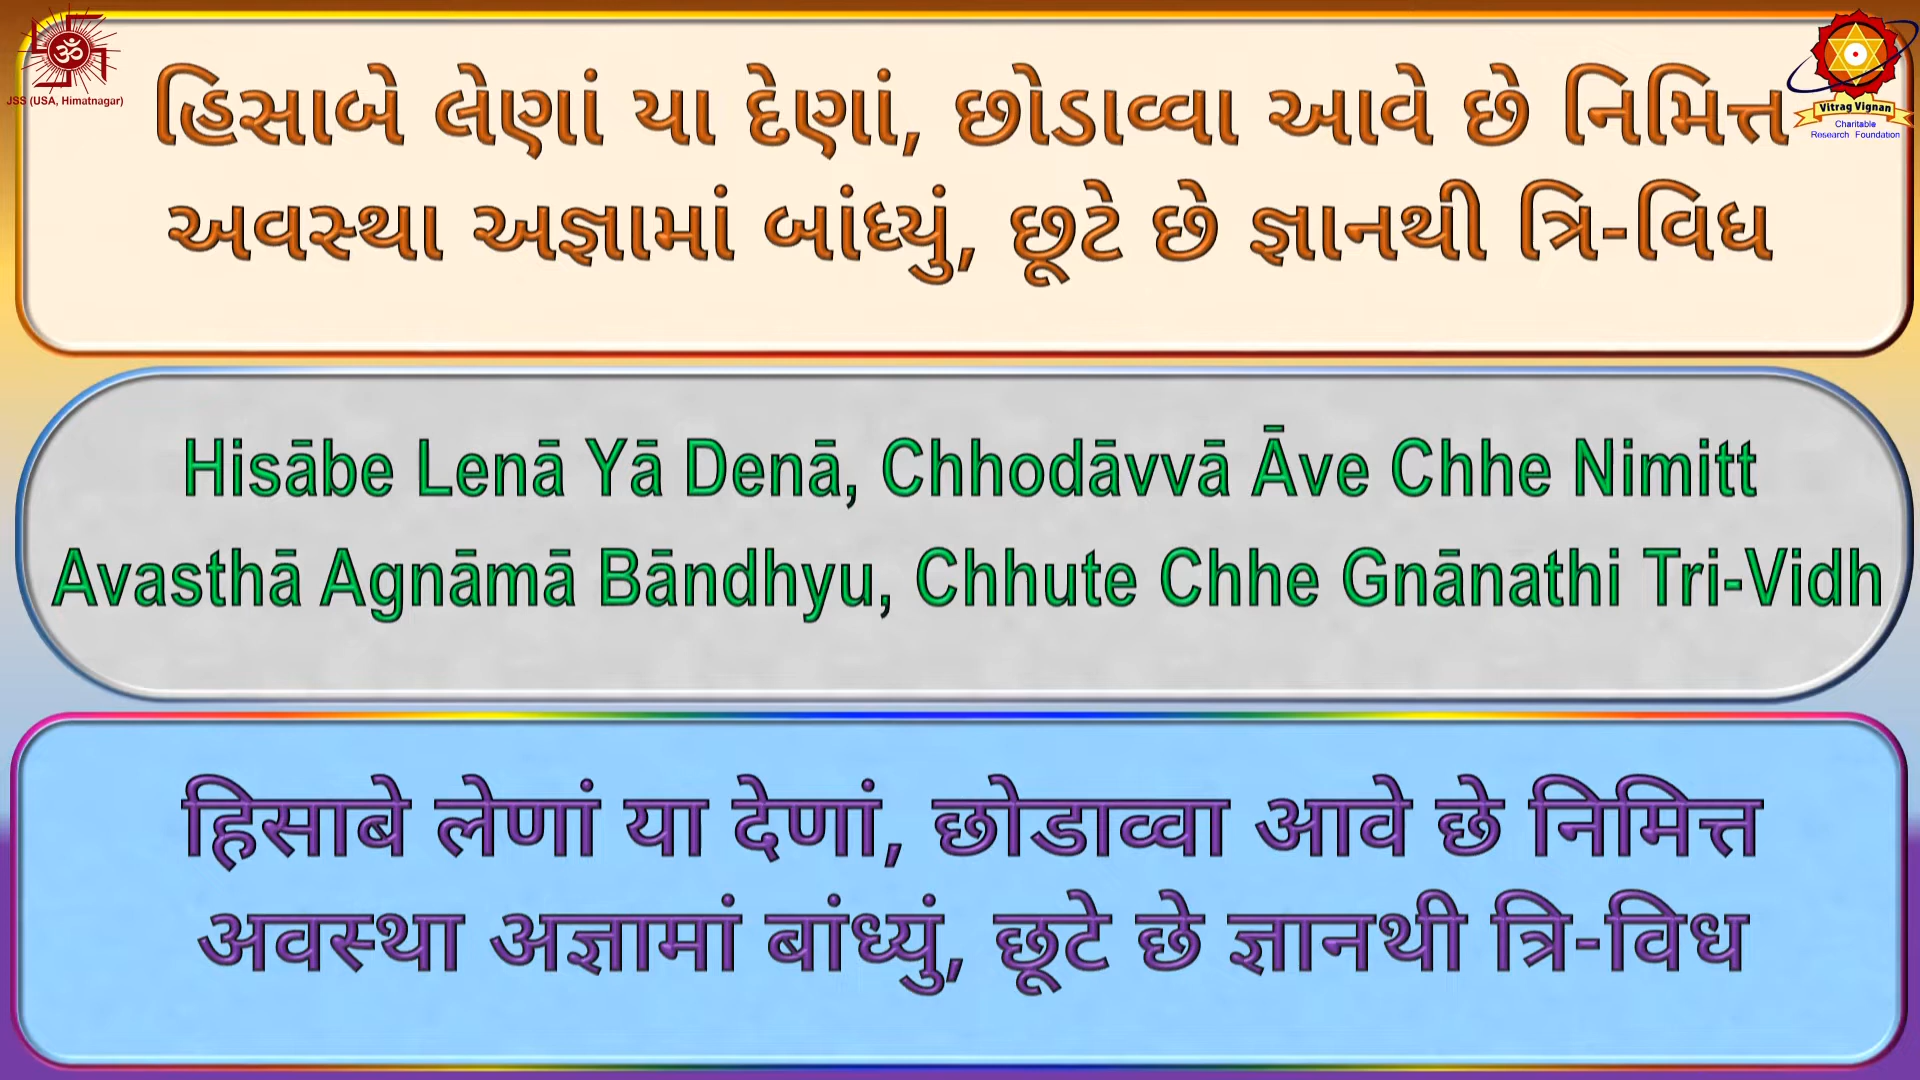 ૐ
JSS (USA, Himatnagar)
Vitrag Vignan
Charitable
Research Foundation
હિસાબે લેણાં યા દેણાં, છોડાવ્વા આવે છે નિમિત્ત
અવસ્થા અજ્ઞામાં બાંધ્યું, છૂટે છે જ્ઞાનથી ત્રિ-વિધ
Hisābe Lenā Yā Denā, Chhodāvvā Āve Chhe Nimitt
Avasthā Agnāmā Bāndhyu, Chhute Chhe Gnānathi Tri-Vidh
हिसाबे लेणां या देणां, छोडाव्वा आवे छे निमित्त
अवस्था अज्ञामां बांध्युं, छूटे छे ज्ञानथी त्रि-विध